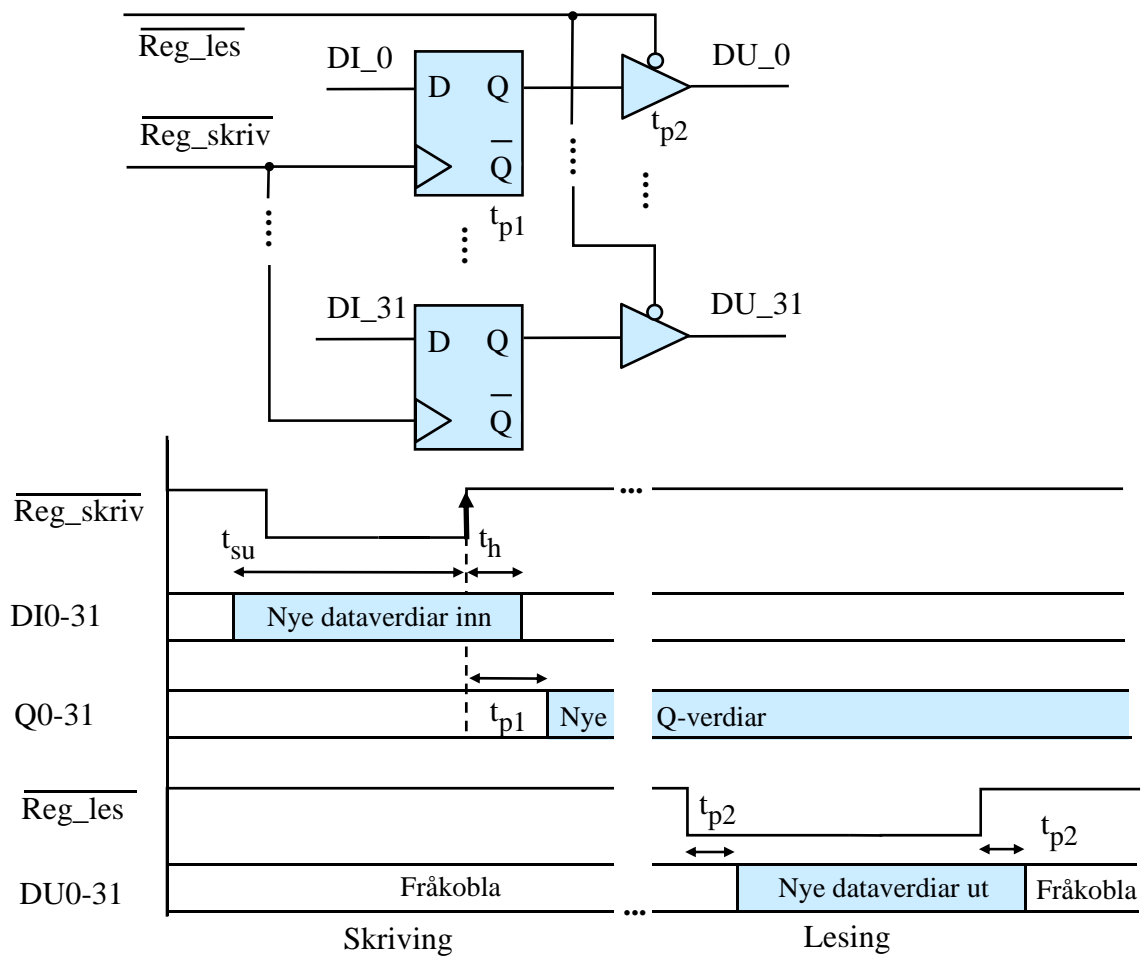 Reg_les
DI_0
DU_0
D Q
Reg_skriv
Q
t_p2
t_p1
DI_31
DU_31
D Q
Q
Reg_skriv
...
t_su
t_h
DI0-31
Nye dataverdiar inn
Q0-31
t_p1
Nye Q-verdiar
Reg_les
t_p2
t_p2
DU0-31
Fråkobla
...
Nye dataverdiar ut
Fråkobla
Skriving
Lesing